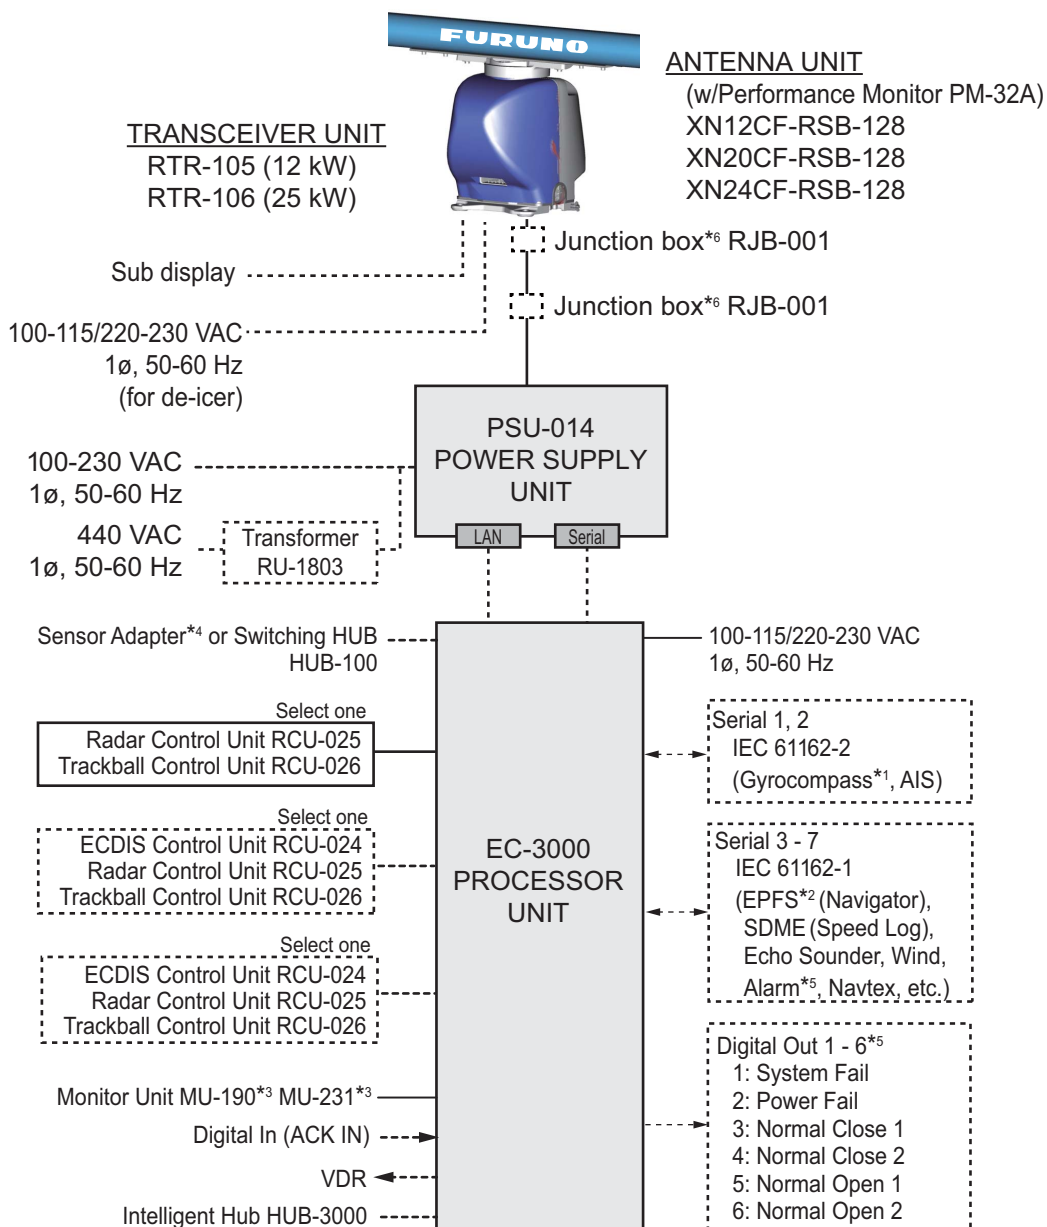 FURUNO
ANTENNA UNIT
(w/Performance Monitor PM-32A)
XN12CF-RSB-128
XN20CF-RSB-128
XN24CF-RSB-128
TRANSCEIVER UNIT
RTR-105 (12 kW)
RTR-106 (25 kW)
Junction box*6 RJB-001
Sub display
Junction box*6 RJB-001
100-115/220-230 VAC
1ø, 50-60 Hz
(for de-icer)
PSU-014
POWER SUPPLY
UNIT
100-230 VAC
1ø, 50-60 Hz
440 VAC
1ø, 50-60 Hz
Transformer
RU-1803
LAN
Serial
Sensor Adapter*4 or Switching HUB
HUB-100
100-115/220-230 VAC
1ø, 50-60 Hz
Select one
Radar Control Unit RCU-025
Trackball Control Unit RCU-026
Serial 1, 2
IEC 61162-2
(Gyrocompass*1, AIS)
Select one
ECDIS Control Unit RCU-024
Radar Control Unit RCU-025
Trackball Control Unit RCU-026
EC-3000
PROCESSOR
UNIT
Serial 3 - 7
IEC 61162-1
(EPFS*2 (Navigator),
SDME (Speed Log),
Echo Sounder, Wind,
Alarm*5, Navtex, etc.)
Select one
ECDIS Control Unit RCU-024
Radar Control Unit RCU-025
Trackball Control Unit RCU-026
Digital Out 1 - 6*5
1: System Fail
2: Power Fail
3: Normal Close 1
4: Normal Close 2
5: Normal Open 1
6: Normal Open 2
Monitor Unit MU-190*3 MU-231*3
Digital In (ACK IN)
VDR
Intelligent Hub HUB-3000